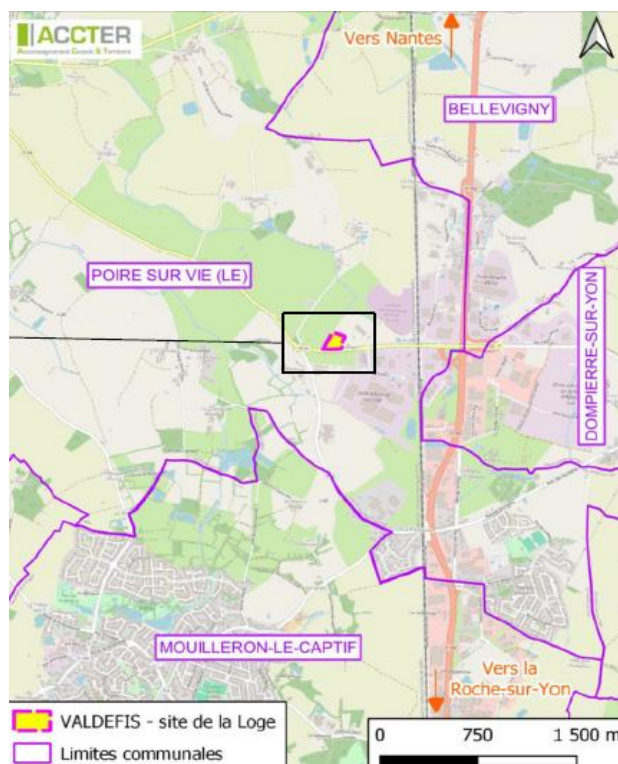 ACCTER
Accompagnement Conseil & Territoires
Vers Nantes
BELLEVIGNY
POIRE SUR VIE (LE)
DOMPIERRE-SUR-YON
MOUILLERON-LE-CAPTIF
Vers la
Roche-sur-Yon
VALDEFIS - site de la Loge
Limites communales
0 750 1 500 m